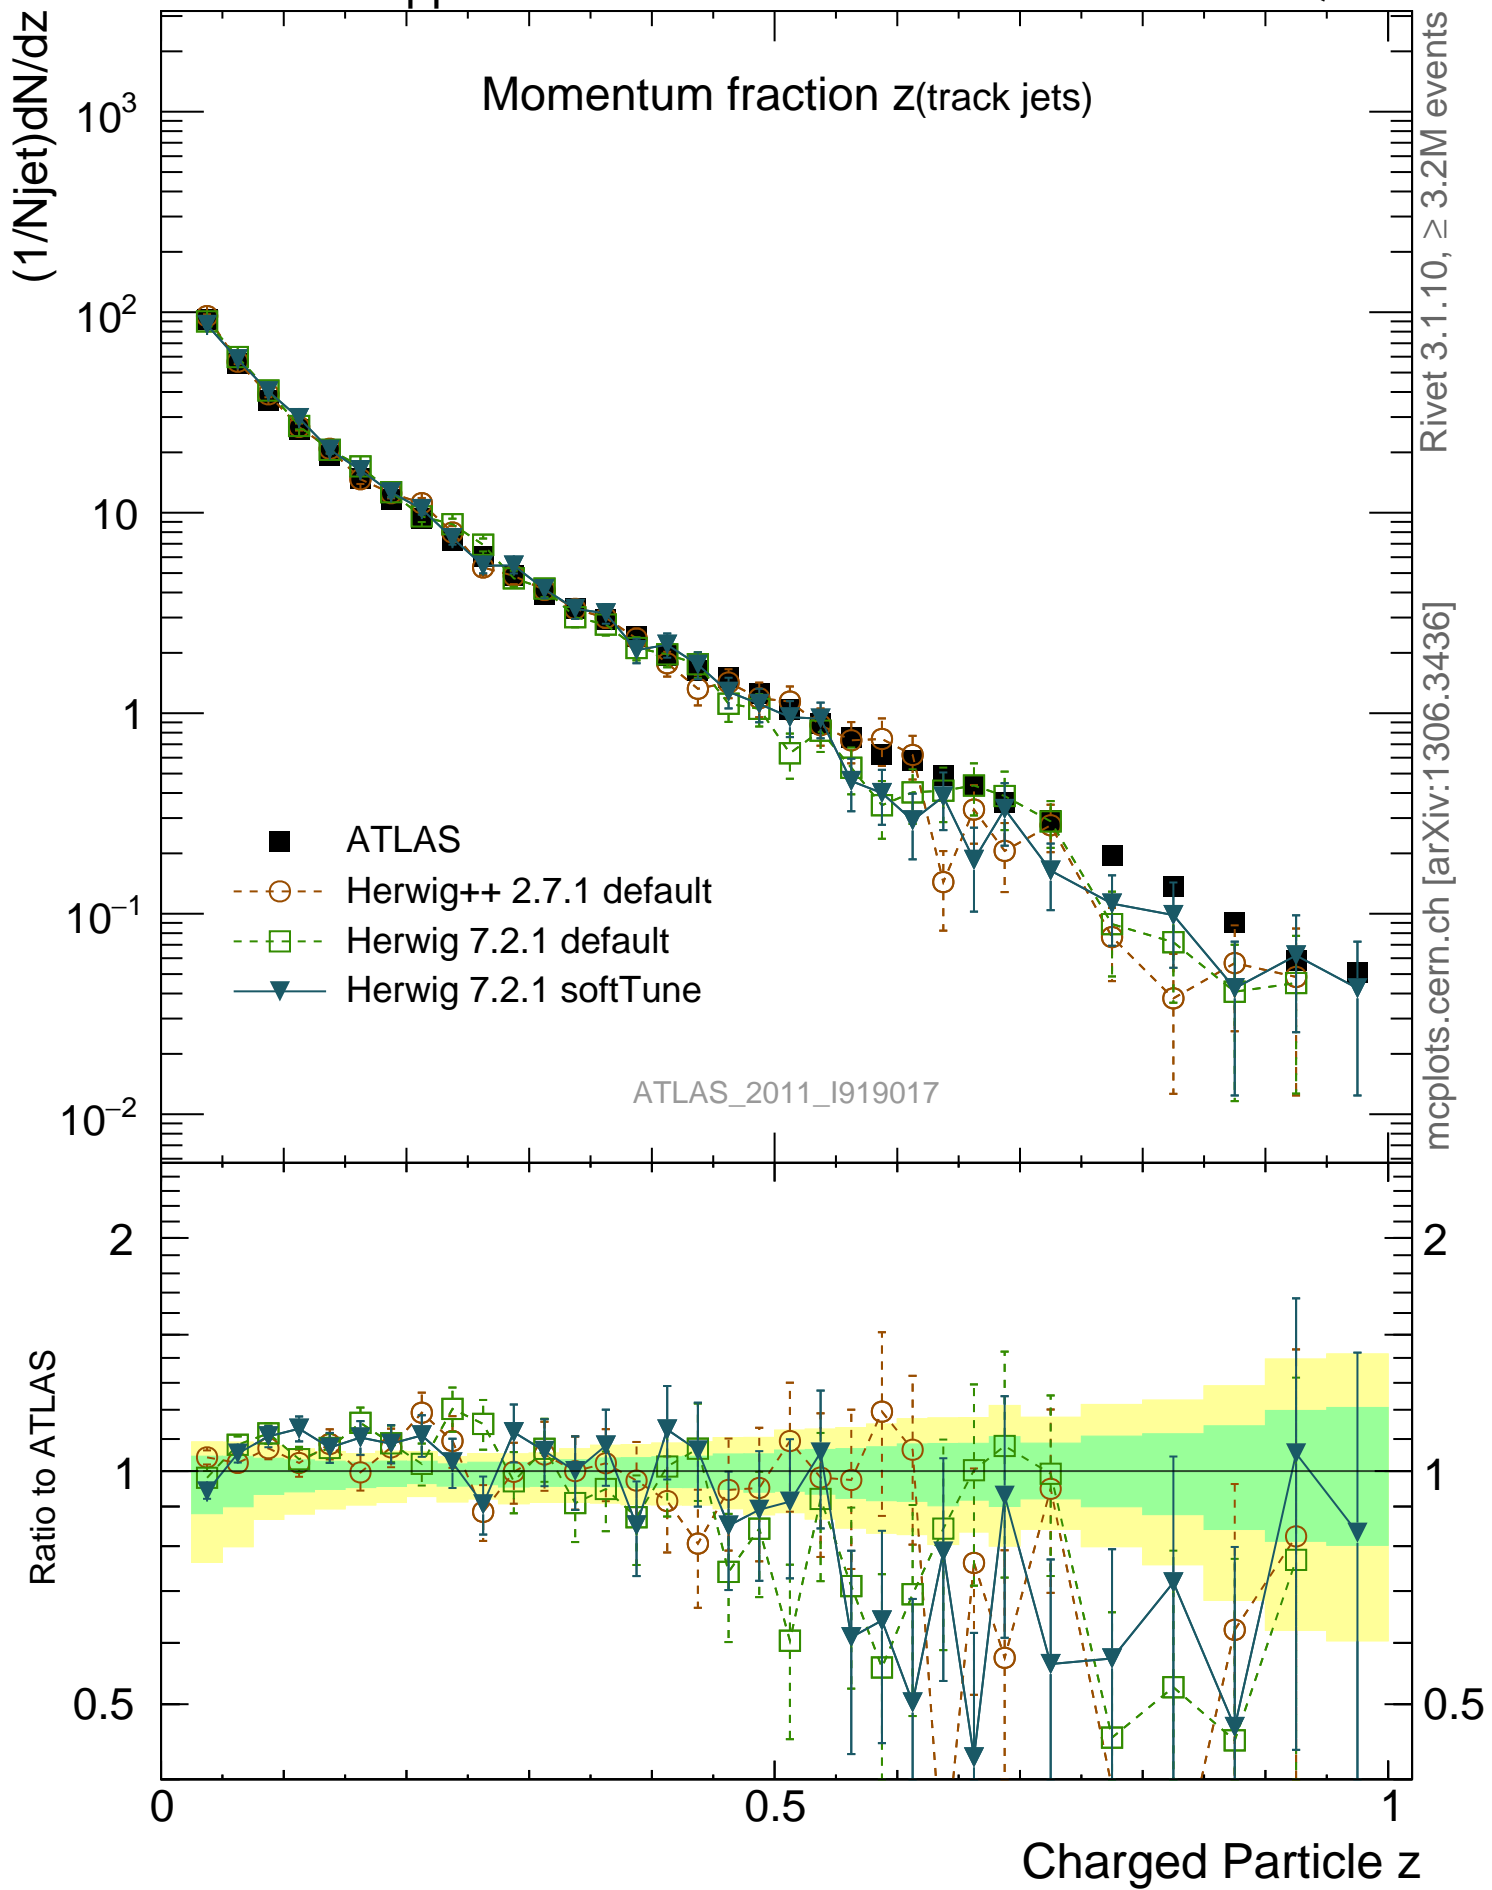 (1/Njet)dN/dz
Momentum fraction z(track jets)
10³
10²
10
1
10⁻¹
10⁻²
ATLAS
Herwig++ 2.7.1 default
Herwig 7.2.1 default
Herwig 7.2.1 softTune
ATLAS_2011_I919017
Rivet 3.1.10, ≥ 3.2M events
mcplots.cern.ch [arXiv:1306.3436]
Ratio to ATLAS
2
1
0.5
2
1
0.5
0
0.5
1
Charged Particle z